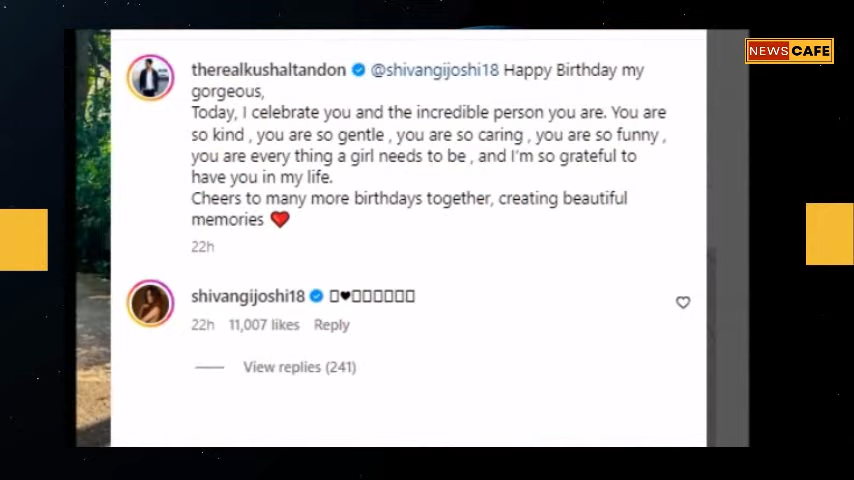 NEWS CAFE
therealkushaltandon @shivangijoshi18 Happy Birthday my
gorgeous,
Today, I celebrate you and the incredible person you are. You are
so kind , you are so gentle , you are so caring , you are so funny ,
you are every thing a girl needs to be , and I'm so grateful to
have you in my life.
Cheers to many more birthdays together, creating beautiful
memories ❤️
22h
shivangijoshi18 ▯♥▯▯▯▯▯▯
22h 11,007 likes Reply
View replies (241)